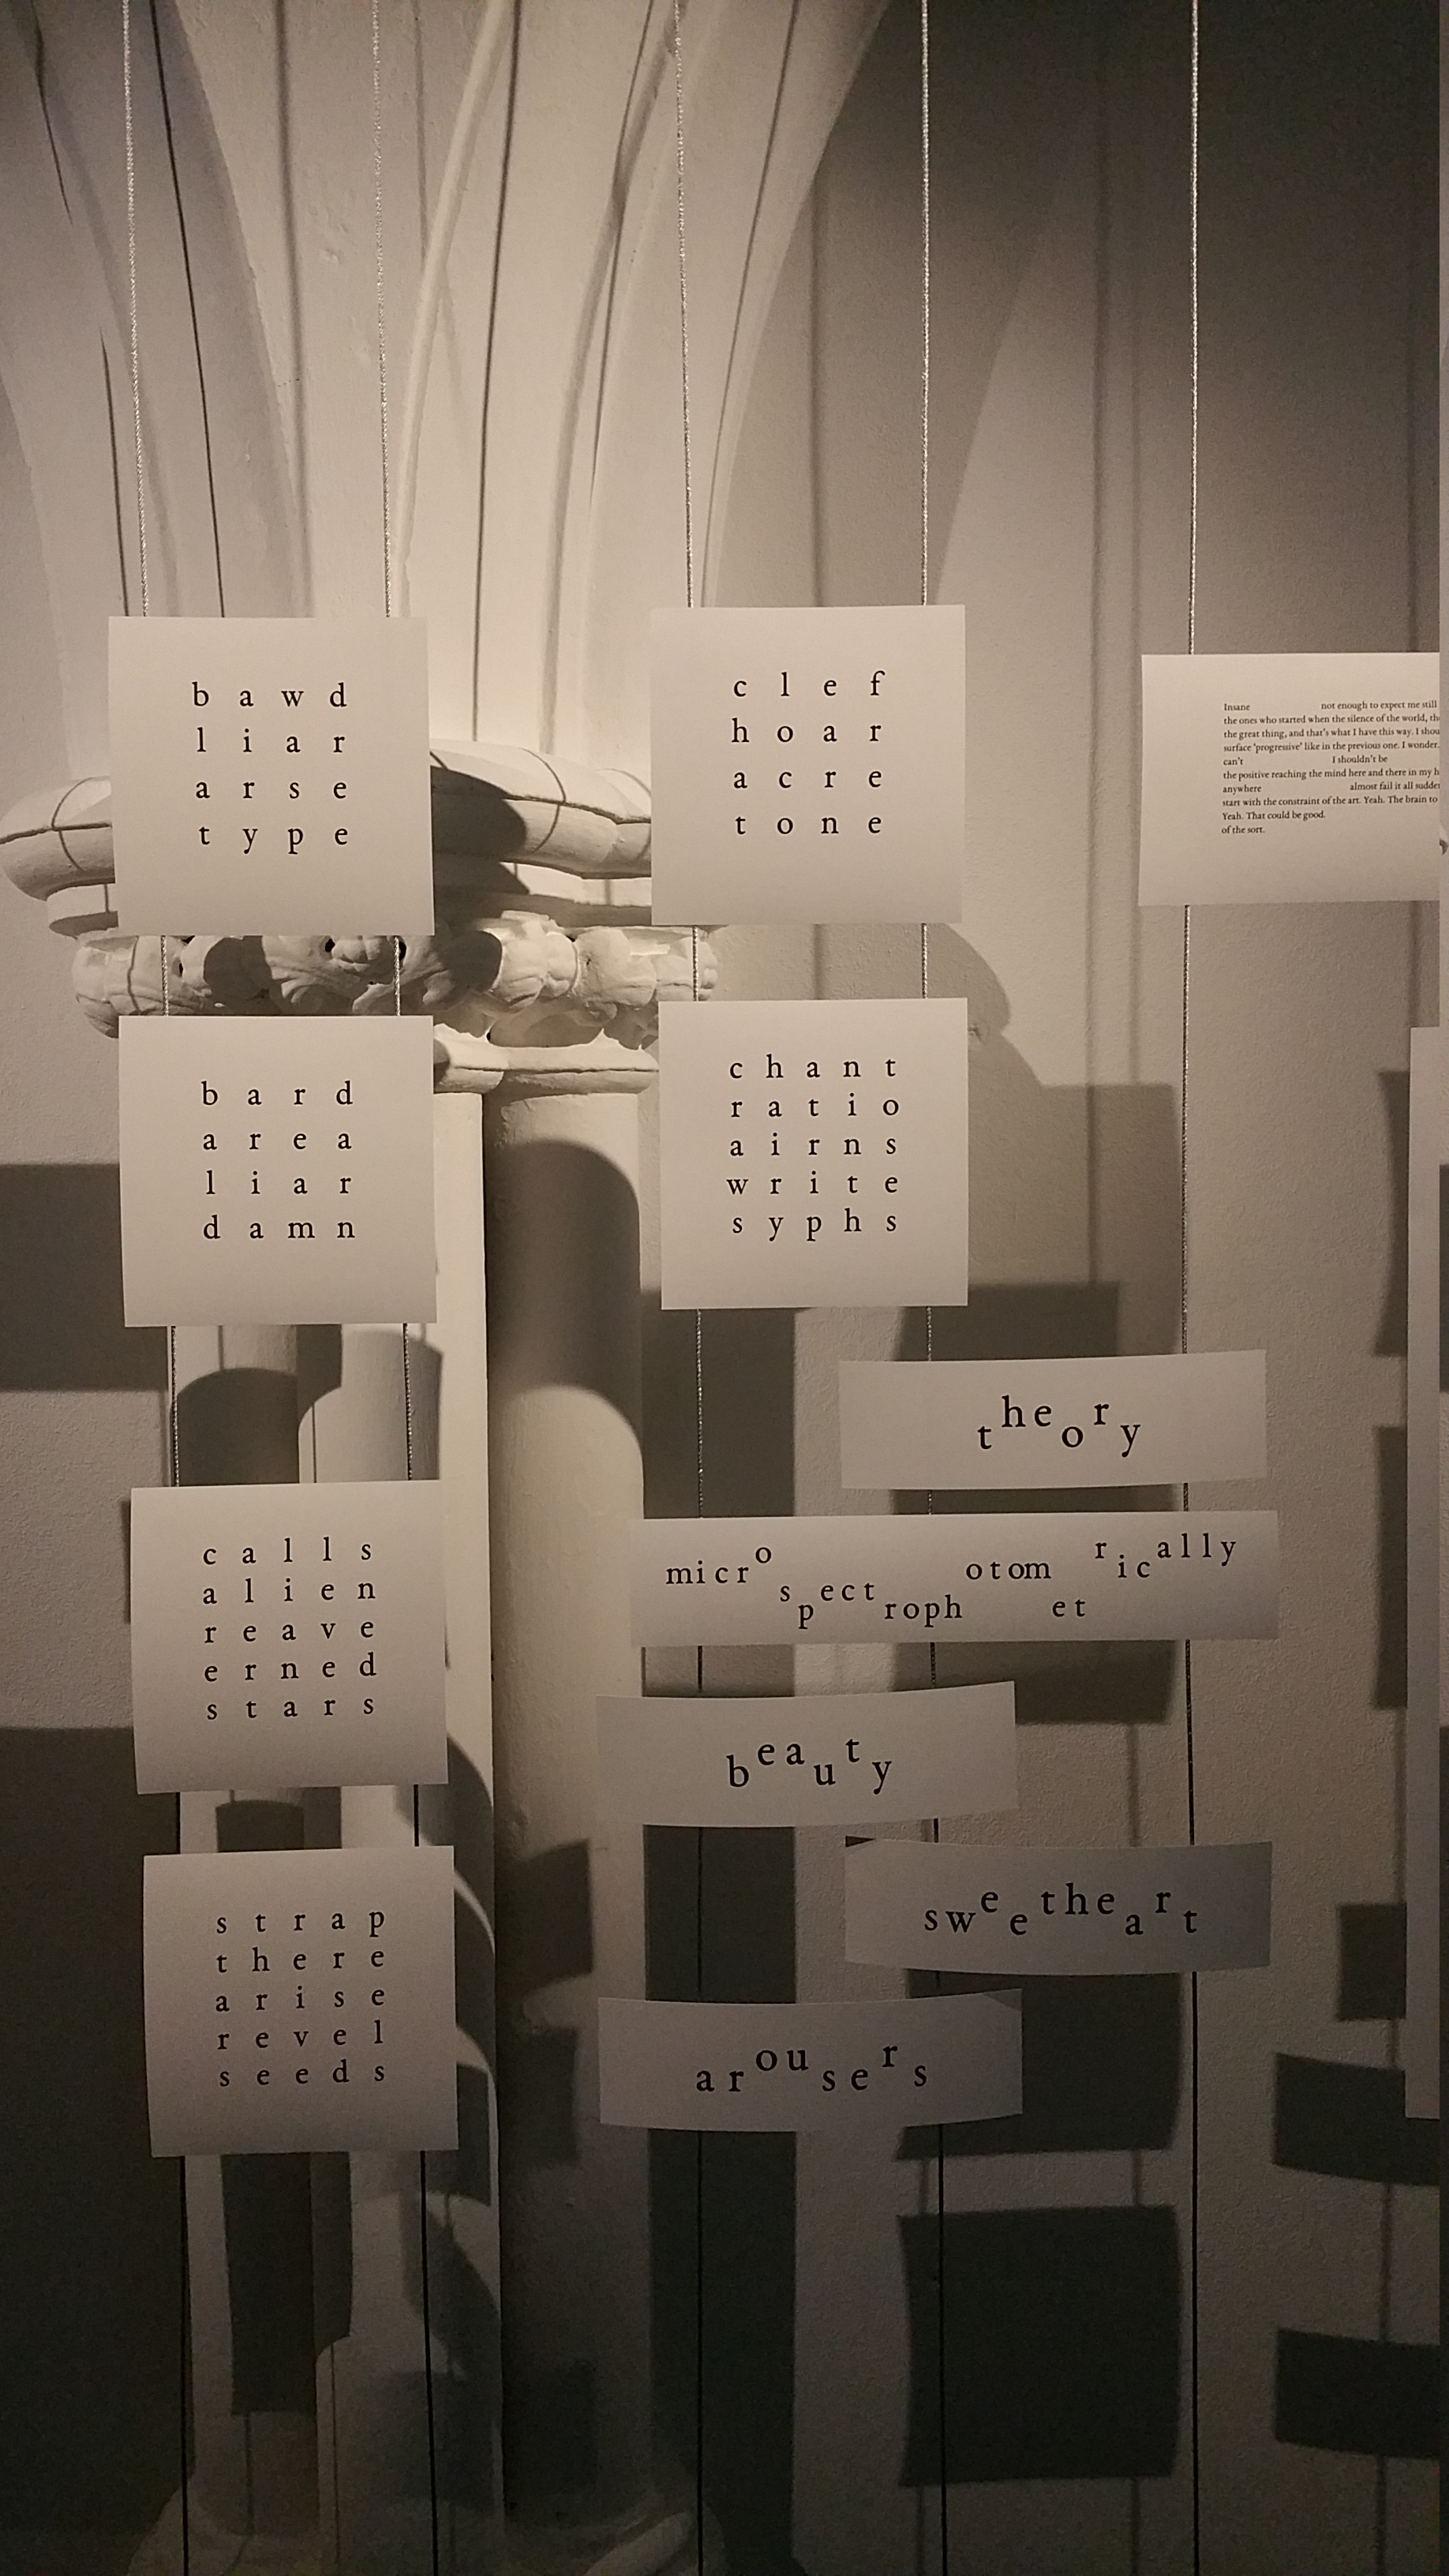 b a w d
l i a r
a r s e
t y p e
b a r d
a r e a
l i a r
d a m n
c a l l s
a l i e n
r e a v e
e r n e d
s t a r s
s t r a p
t h e r e
a r i s e
r e v e l
s e e d s
c l e f
h o a r
a c r e
t o n e
c h a n t
r a t i o
a i r n s
w r i t e
s y p h s
theory
microspectrophotometrically
beauty
sweetheart
arousers
Insane not enough to expect me still
the ones who started when the silence of the world,
the great thing, and that's what I have this way. I
surface 'progressive' like in the previous one. I wonder.
can't I shouldn't be
the positive reaching the mind here and there in my
anywhere almost fail it all
start with the constraint of the art. Yeah. The brain to
Yeah. That could be good.
of the sort.